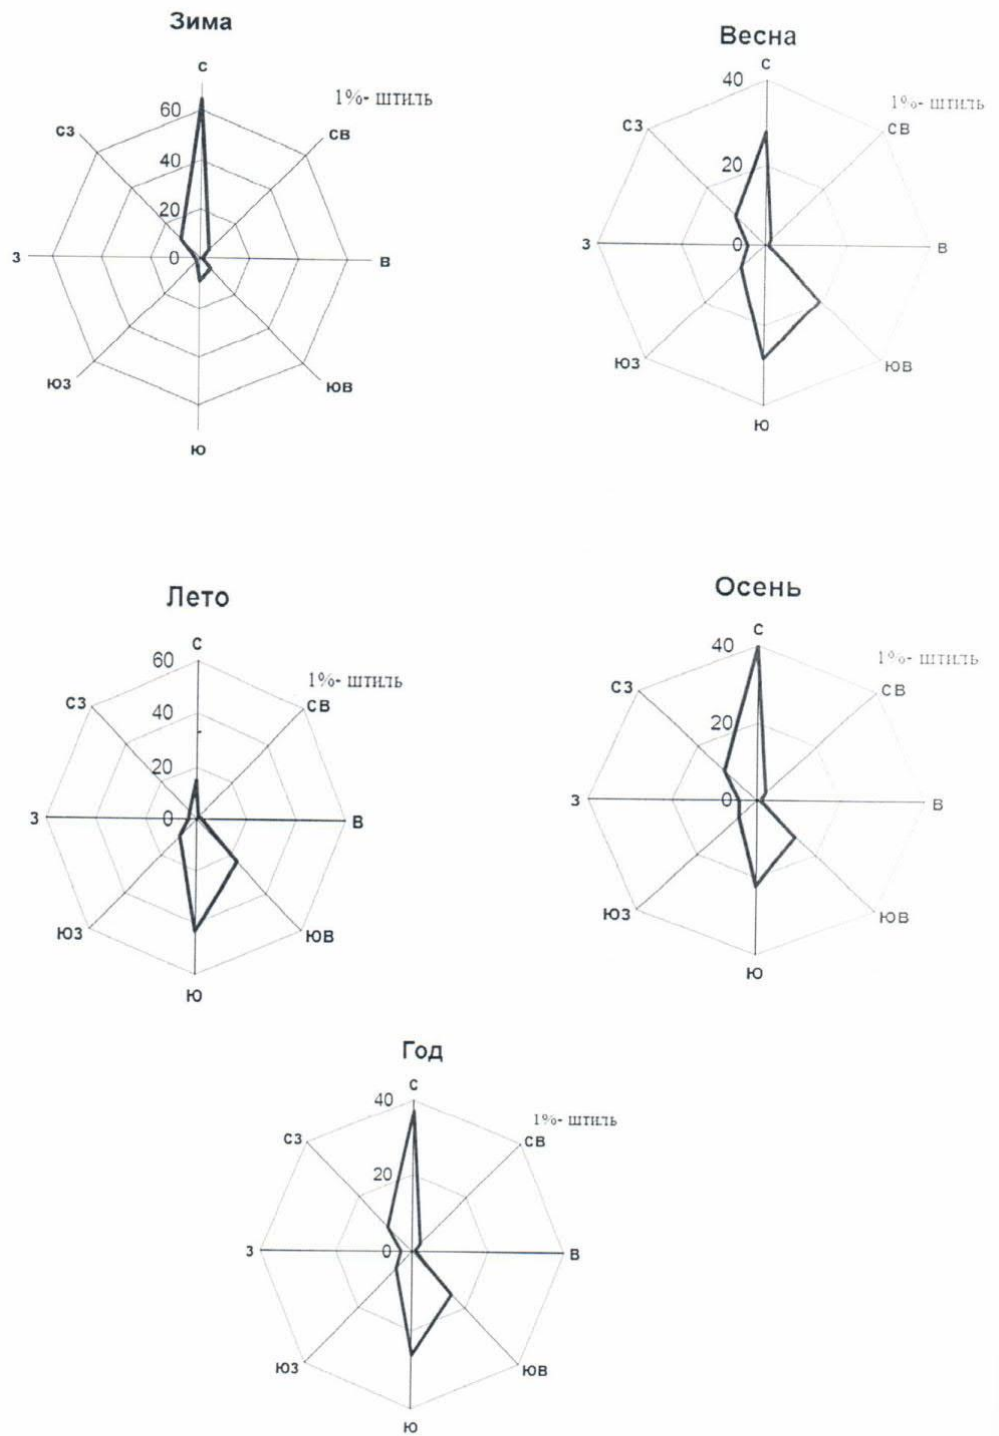 Зима
С
1%- штиль
60
СЗ
СВ
40
20
З
0
В
ЮЗ
ЮВ
Ю
Весна
С
40
1%- штиль
СЗ
СВ
20
З
0
В
ЮЗ
ЮВ
Ю
Лето
С
60
1%- штиль
СЗ
СВ
40
20
З
0
В
ЮЗ
ЮВ
Ю
Осень
С
40
1%- штиль
СЗ
СВ
20
З
0
В
ЮЗ
ЮВ
Ю
Год
С
40
1%- штиль
СЗ
СВ
20
З
0
В
ЮЗ
ЮВ
Ю